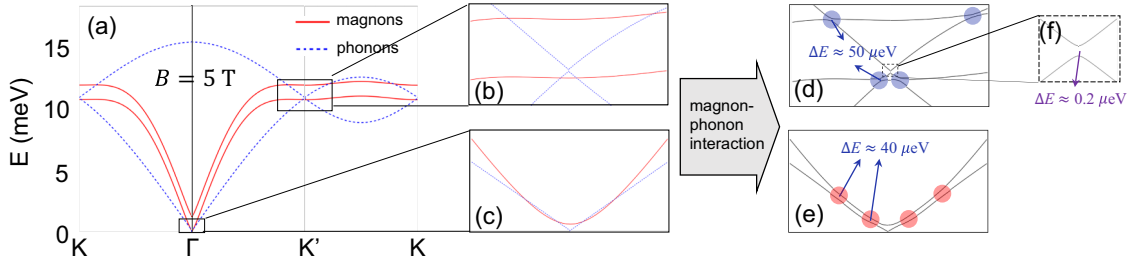 (a)
magnons
phonons
B = 5 T
E (meV)
15
10
5
0
K
Γ
K’
K
(b)
(c)
magnon-
phonon
interaction
ΔE ≈ 50 μeV
(d)
ΔE ≈ 40 μeV
(e)
(f)
ΔE ≈ 0.2 μeV